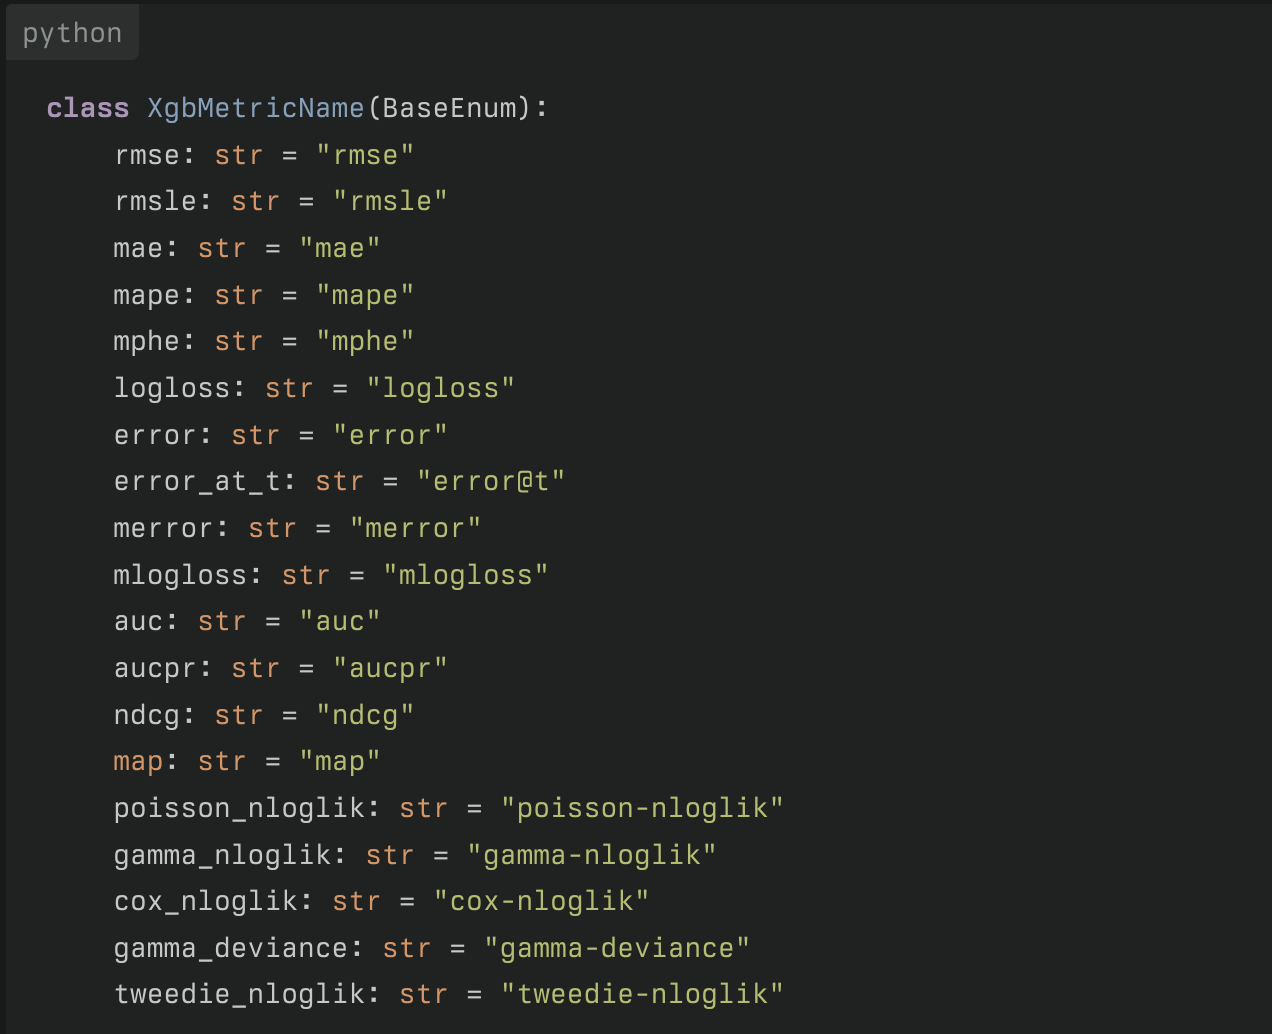 python
class XgbMetricName(BaseEnum):
    rmse: str = "rmse"
    rmsle: str = "rmsle"
    mae: str = "mae"
    mape: str = "mape"
    mphe: str = "mphe"
    logloss: str = "logloss"
    error: str = "error"
    error_at_t: str = "error@t"
    merror: str = "merror"
    mlogloss: str = "mlogloss"
    auc: str = "auc"
    aucpr: str = "aucpr"
    ndcg: str = "ndcg"
    map: str = "map"
    poisson_nloglik: str = "poisson-nloglik"
    gamma_nloglik: str = "gamma-nloglik"
    cox_nloglik: str = "cox-nloglik"
    gamma_deviance: str = "gamma-deviance"
    tweedie_nloglik: str = "tweedie-nloglik"